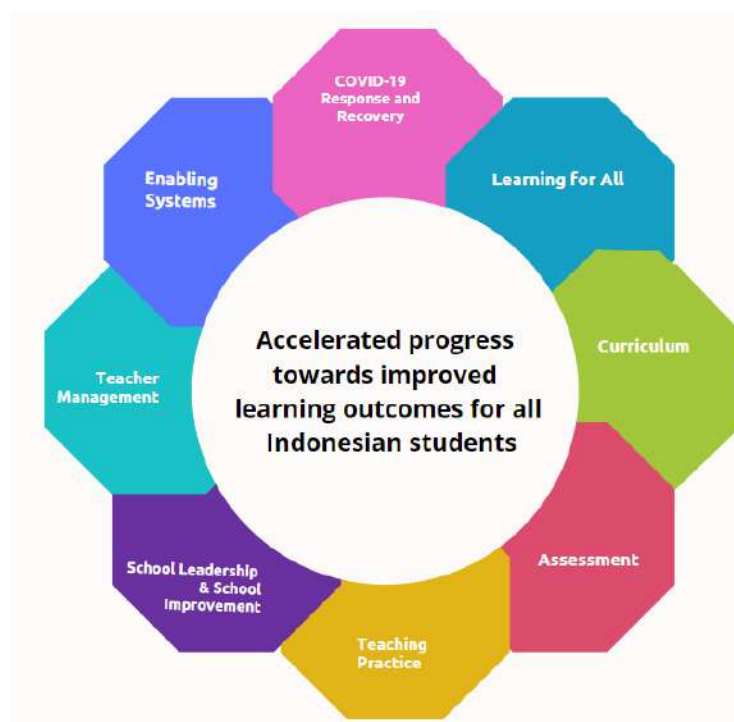 COVID-19
Response and
Recovery
Learning for All
Curriculum
Assessment
Teaching
Practice
School Leadership
& School
Improvement
Teacher
Management
Enabling
Systems
Accelerated progress
towards improved
learning outcomes for all
Indonesian students